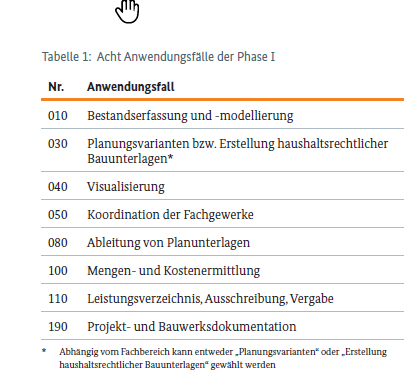 Tabelle 1: Acht Anwendungsfälle der Phase I
Nr. Anwendungsfall
010 Bestandserfassung und -modellierung
030 Planungsvarianten bzw. Erstellung haushaltsrechtlicher
Bauunterlagen*
040 Visualisierung
050 Koordination der Fachgewerke
080 Ableitung von Planunterlagen
100 Mengen- und Kostenermittlung
110 Leistungsverzeichnis, Ausschreibung, Vergabe
190 Projekt- und Bauwerksdokumentation
* Abhängig vom Fachbereich kann entweder „Planungsvarianten“ oder „Erstellung
haushaltsrechtlicher Bauunterlagen“ gewählt werden